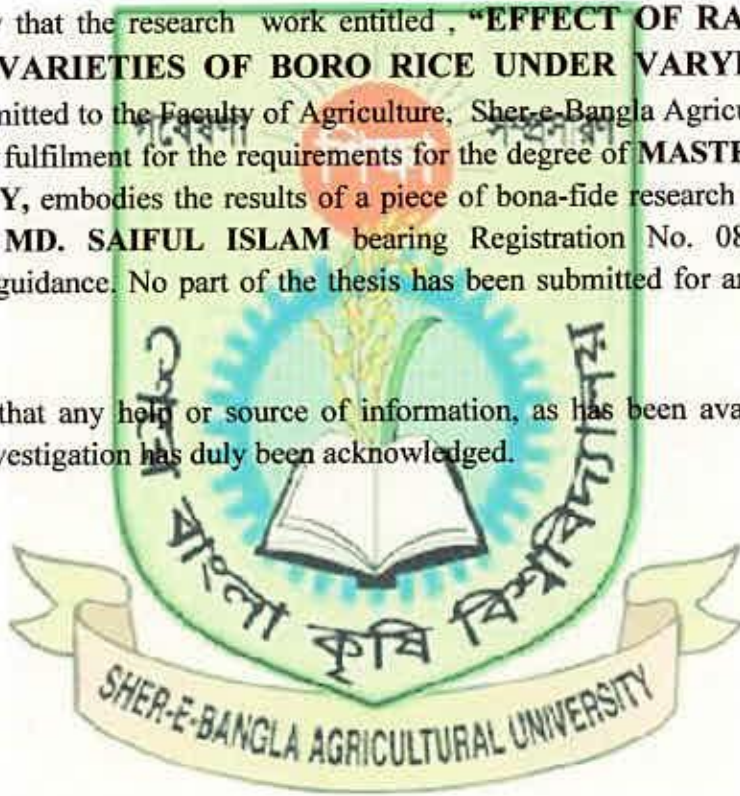 that the research work entitled , “EFFECT OF RA
VARIETIES OF BORO RICE UNDER VARYI
mitted to the Faculty of Agriculture, Sher-e-Bangla Agricu
fulfilment for the requirements for the degree of MASTE
Y, embodies the results of a piece of bona-fide research
MD. SAIFUL ISLAM bearing Registration No. 08
guidance. No part of the thesis has been submitted for a
that any help or source of information, as has been ava
vestigation has duly been acknowledged.
গবেষণা শিক্ষা সম্প্রসারণ
শেরে বাংলা কৃষি বিশ্ববিদ্যালয়
SHER-E-BANGLA AGRICULTURAL UNIVERSITY